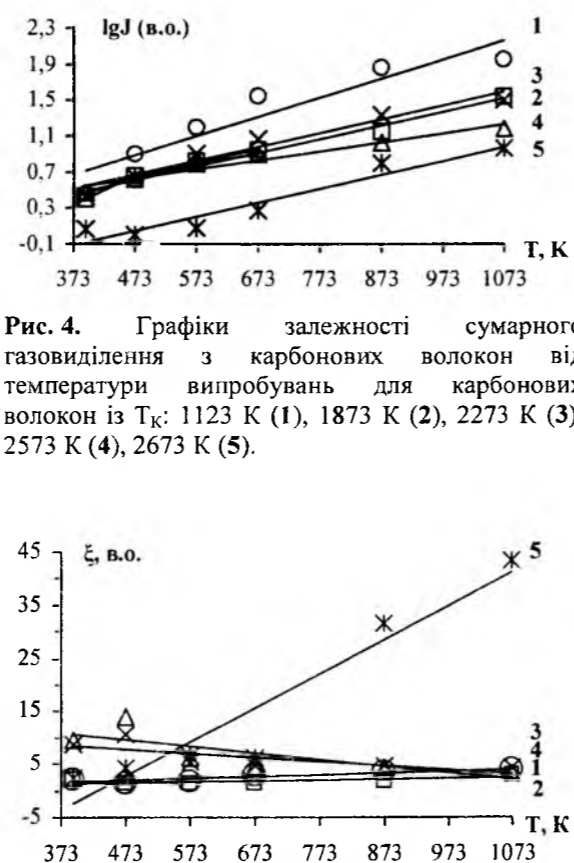 lgJ (в.о.)
2,3
1,9
1,5
1,1
0,7
0,3
-0,1
1
3
2
4
5
T, K
373 473 573 673 773 873 973 1073
Рис. 4. Графіки залежності сумарного
газовиділення з карбонових волокон від
температури випробувань для карбонових
волокон із TK: 1123 K (1), 1873 K (2), 2273 K (3),
2573 K (4), 2673 K (5).
ξ, в.о.
45
35
25
15
5
-5
5
3
4
1
2
T, K
373 473 573 673 773 873 973 1073